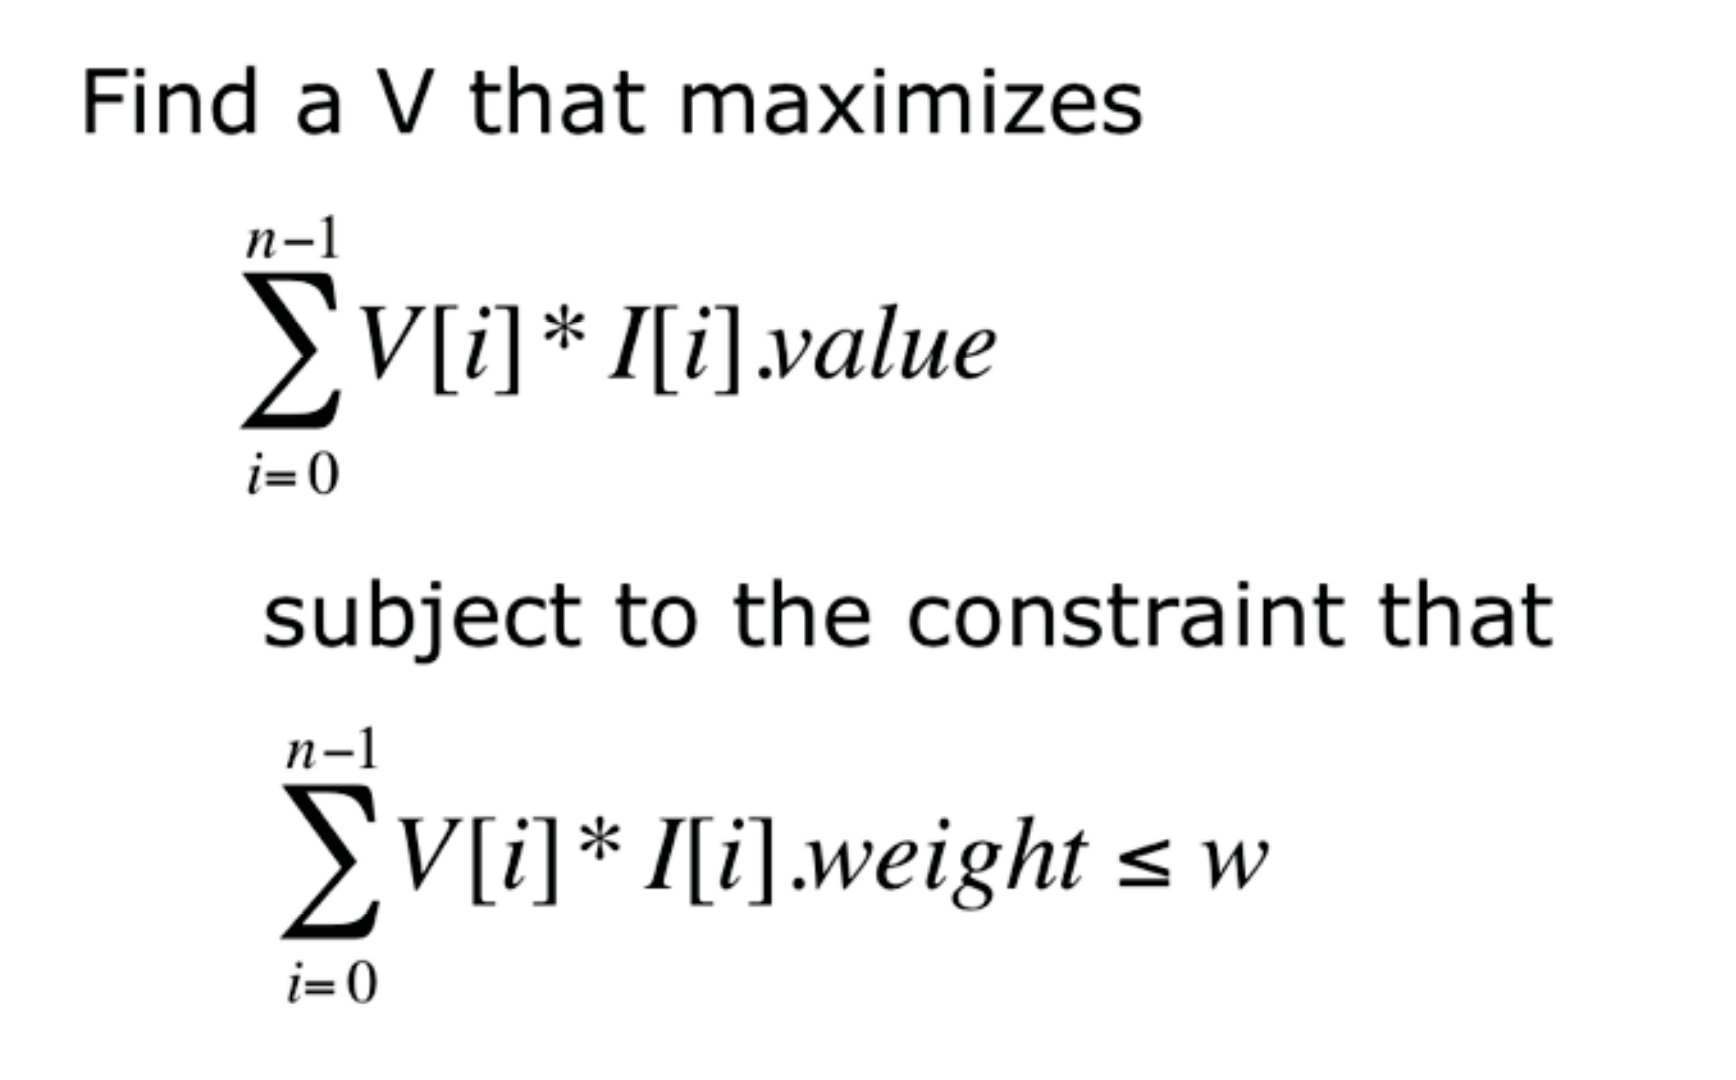 Find a V that maximizes
n−1
∑ V[i] * I[i].value
i=0
subject to the constraint that
n−1
∑ V[i] * I[i].weight ≤ w
i=0